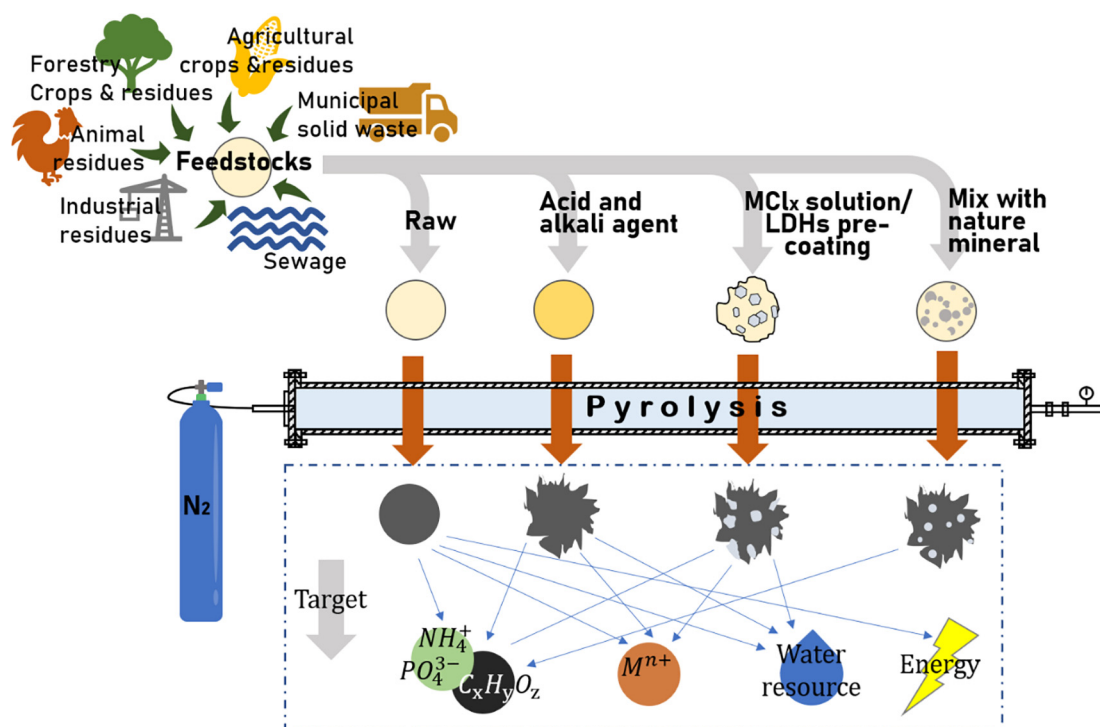 Agricultural
crops &residues
Forestry
Crops & residues
Municipal
solid waste
Animal
residues
Feedstocks
Industrial
residues
Sewage
Raw
Acid and
alkali agent
MClₓ solution/
LDHs pre-
coating
Mix with
nature
mineral
Pyrolysis
N₂
Target
NH₄⁺
PO₄³⁻
CₓHᵧO_z
Mⁿ⁺
Water
resource
Energy